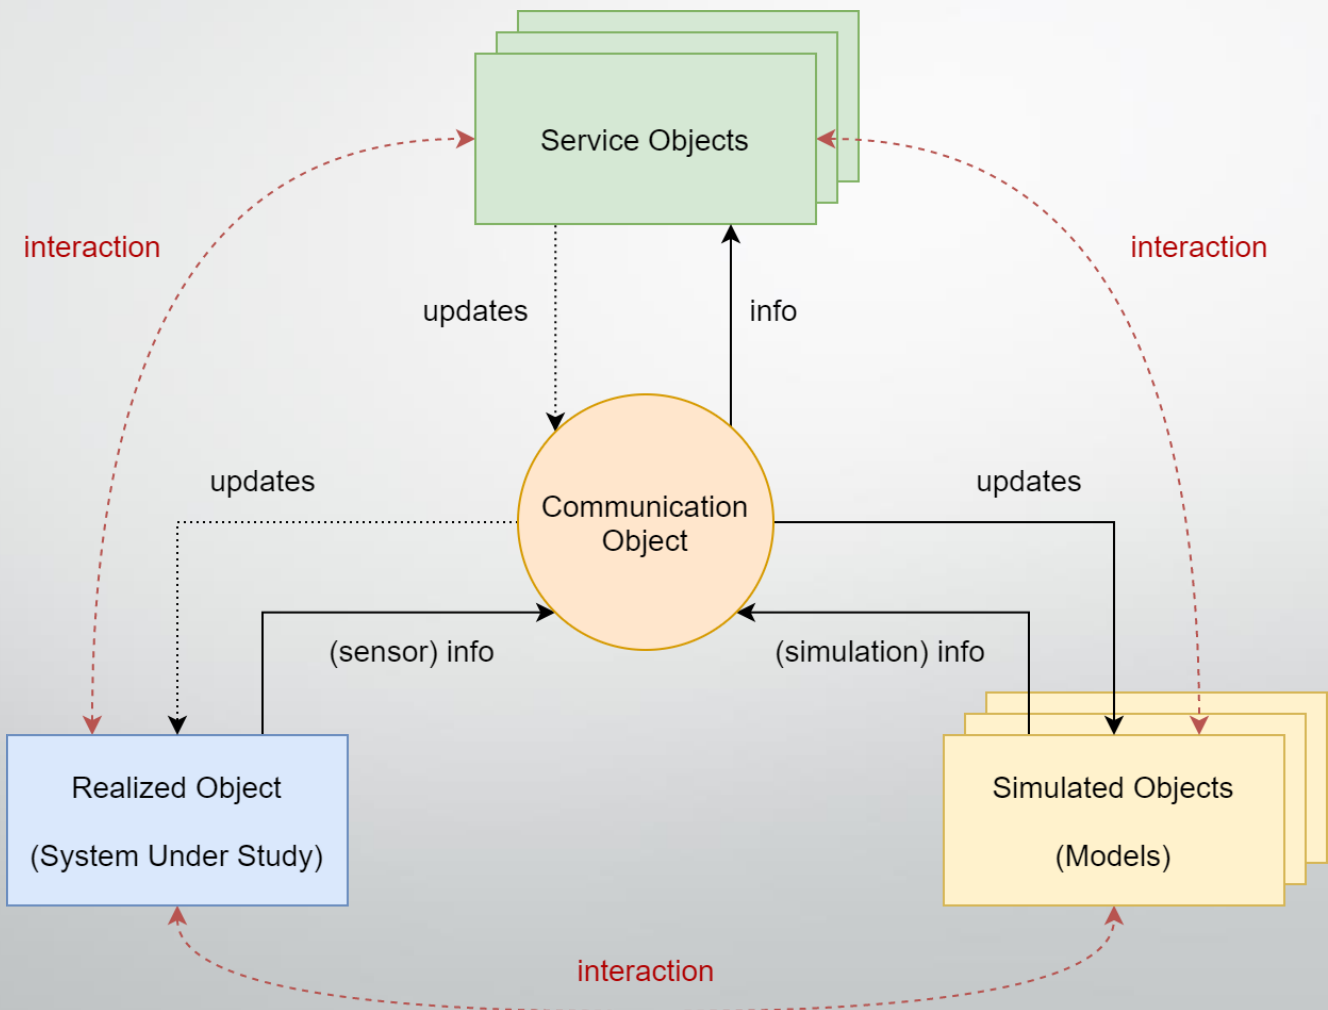 Service Objects
interaction
interaction
updates
info
updates
updates
Communication
Object
(sensor) info
(simulation) info
Realized Object
(System Under Study)
Simulated Objects
(Models)
interaction